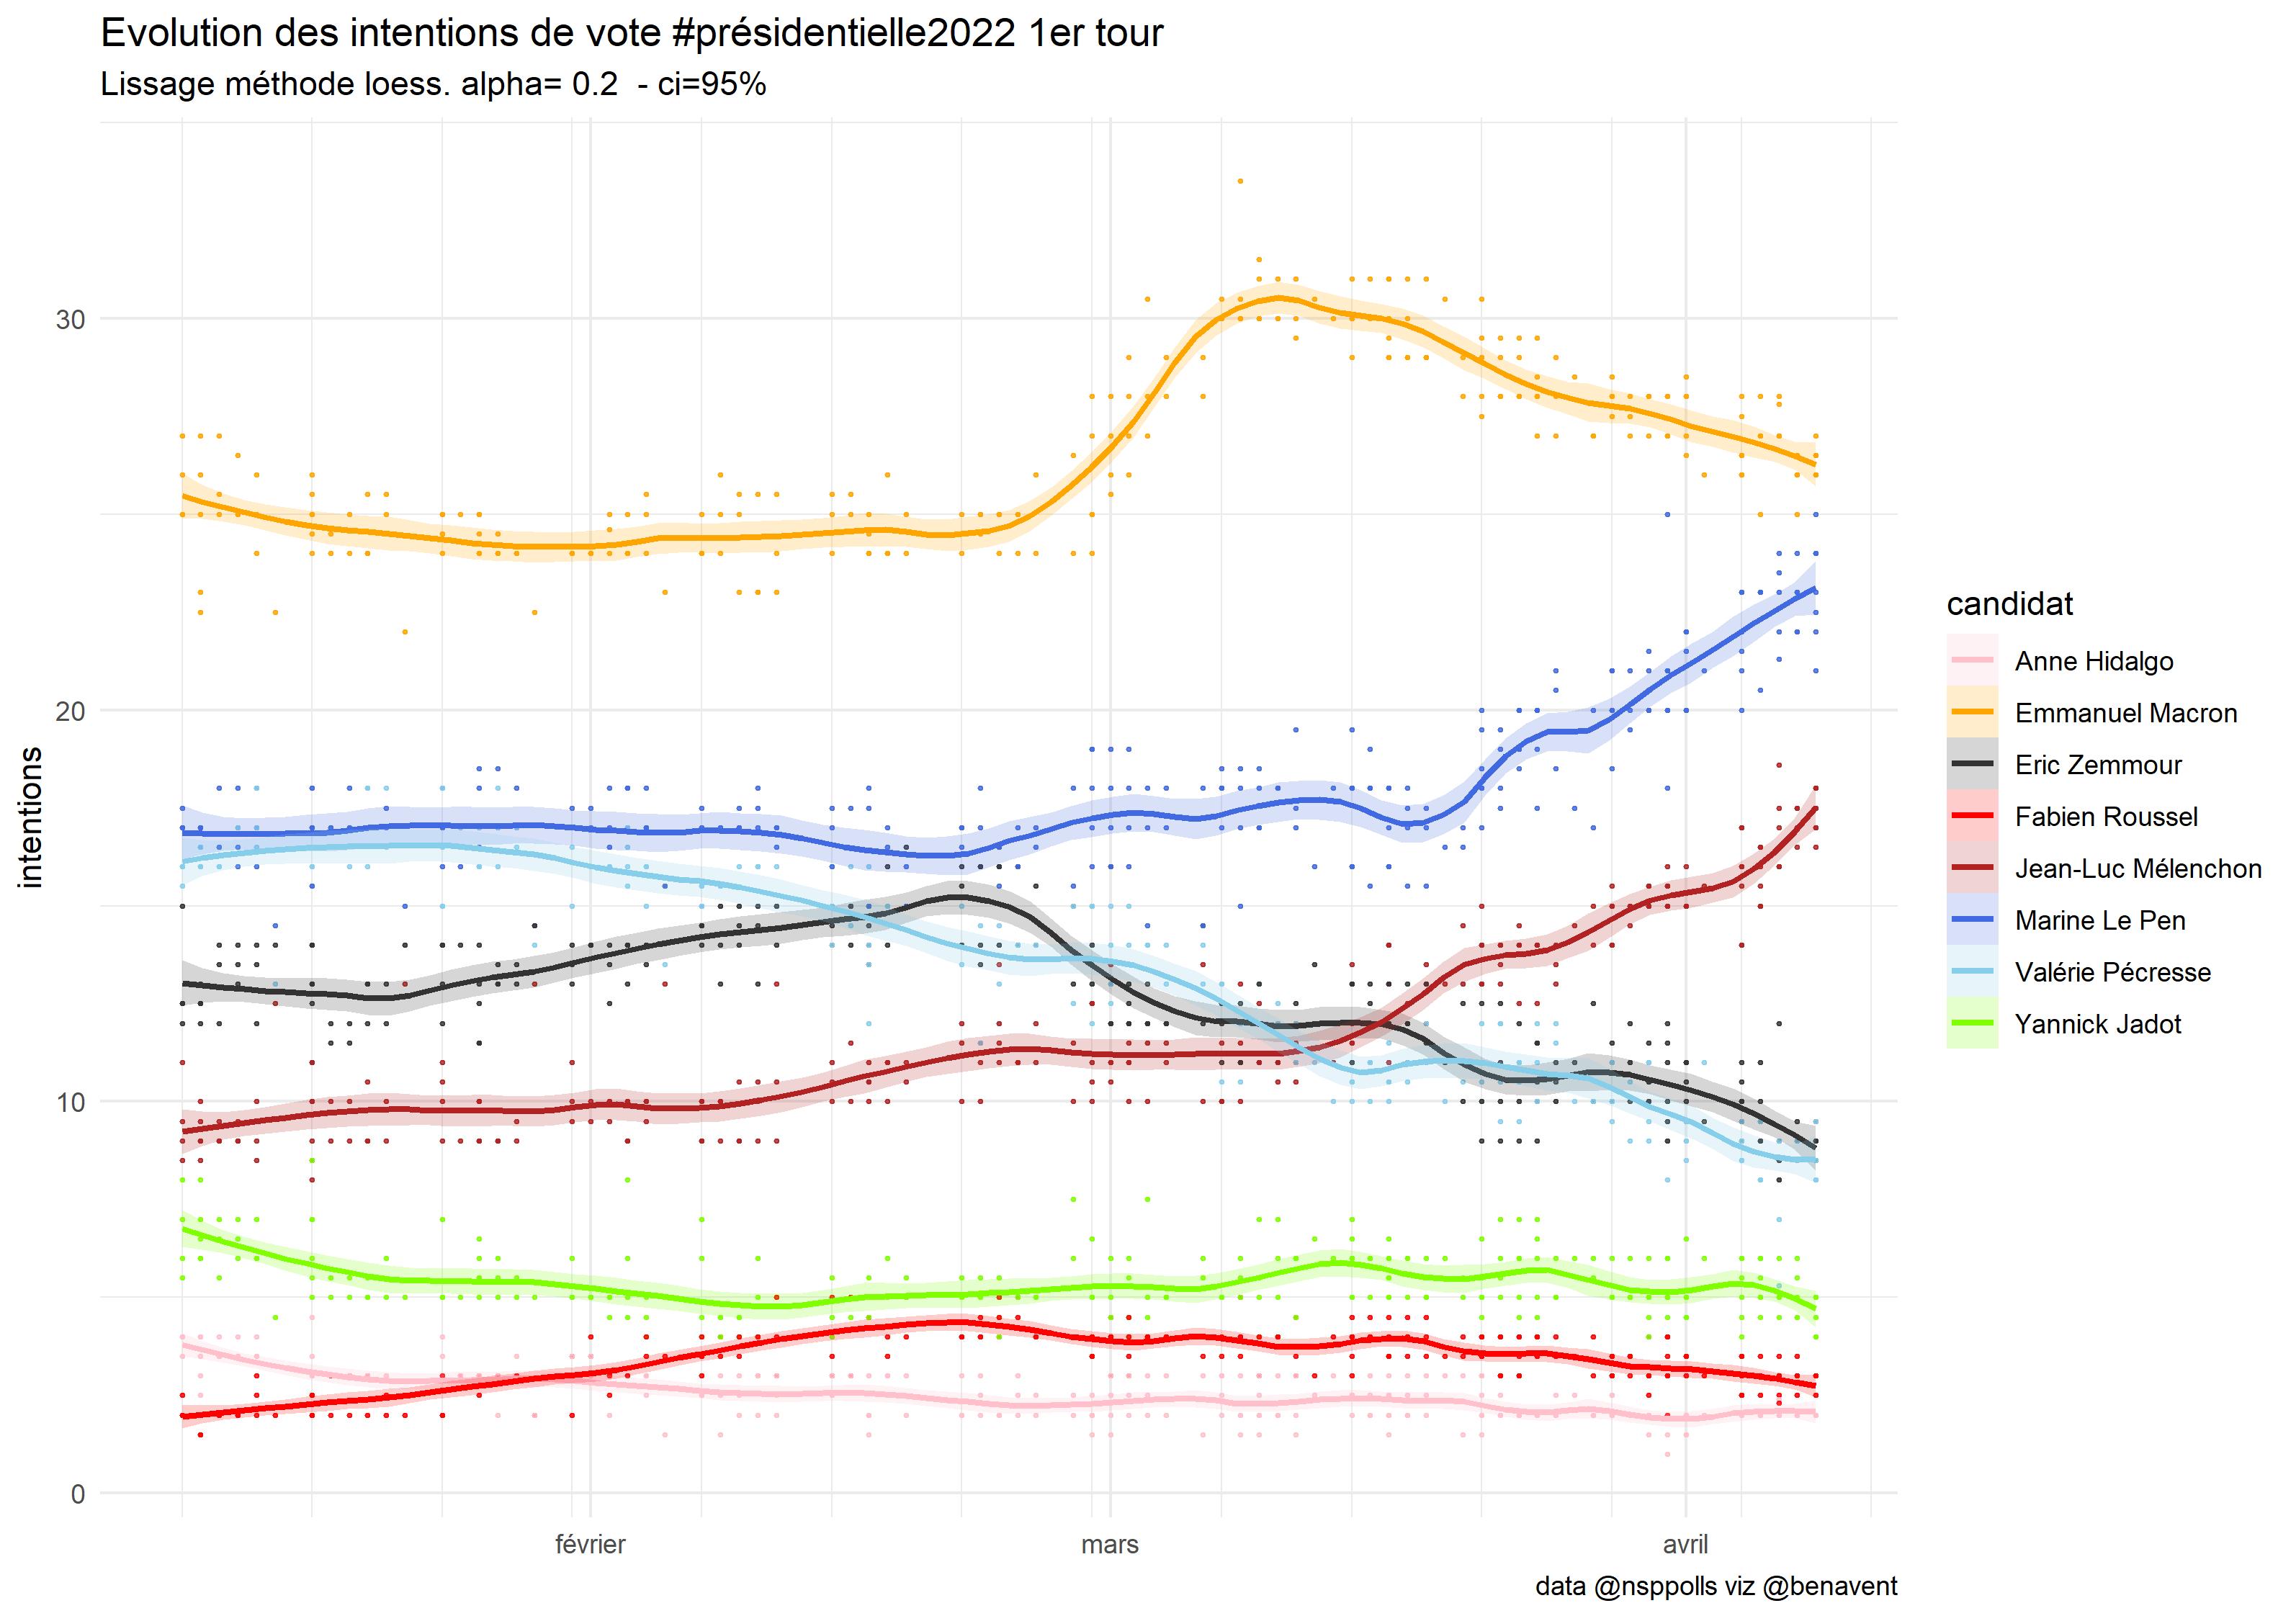 Evolution des intentions de vote #présidentielle2022 1er tour
Lissage méthode loess. alpha= 0.2  - ci=95%
30
20
10
0
intentions
février
mars
avril
candidat
Anne Hidalgo
Emmanuel Macron
Eric Zemmour
Fabien Roussel
Jean-Luc Mélenchon
Marine Le Pen
Valérie Pécresse
Yannick Jadot
data @nsppolls viz @benavent